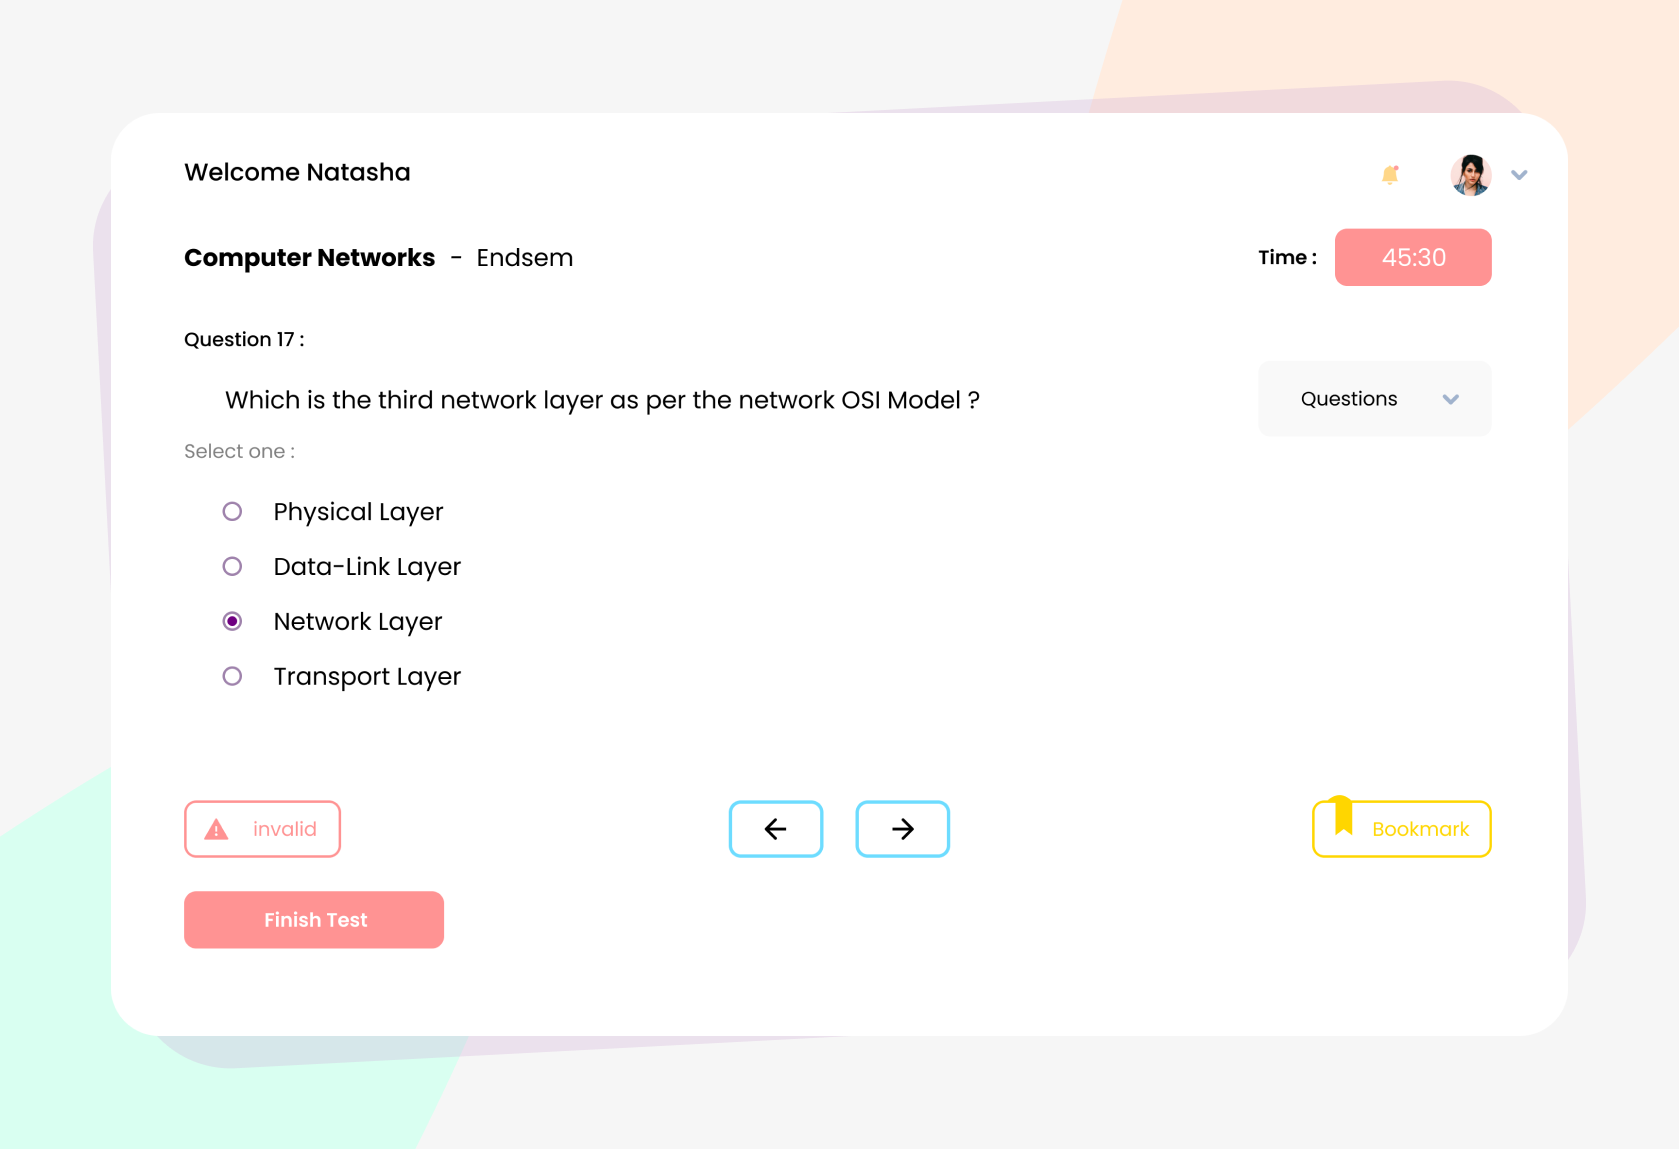 Welcome Natasha
Computer Networks - Endsem
Time : 45:30
Question 17 :
Which is the third network layer as per the network OSI Model ?
Questions
Select one :
Physical Layer
Data-Link Layer
Network Layer
Transport Layer
invalid
Bookmark
Finish Test